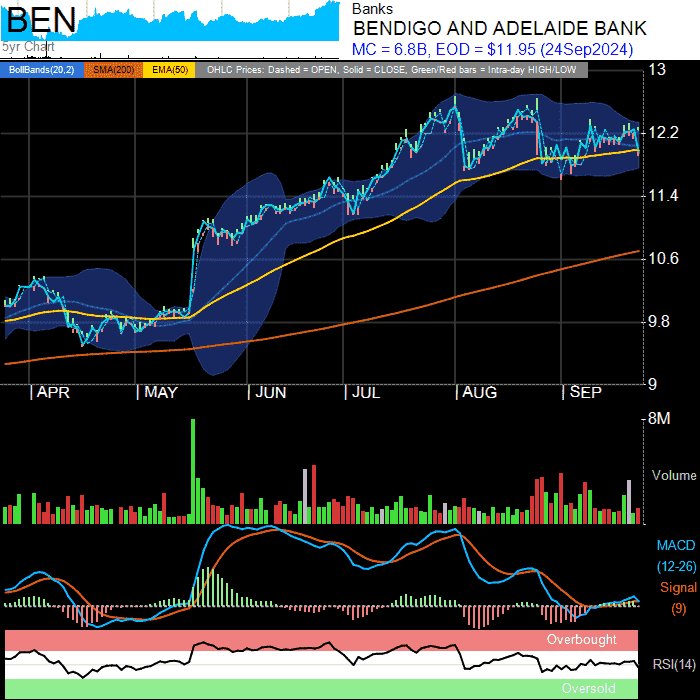 BEN
5yr Chart
Banks
BENDIGO AND ADELAIDE BANK
MC = 6.8B, EOD = $11.95 (24Sep2024)
BollBands(20,2) SMA(200) EMA(50) OHLC Prices: Dashed = OPEN, Solid = CLOSE, Green/Red bars = Intra-day HIGH/LOW
13
12.2
11.4
10.6
9.8
9
|APR |MAY |JUN |JUL |AUG |SEP
8M
Volume
MACD
(12-26)
Signal
(9)
Overbought
RSI(14)
Oversold